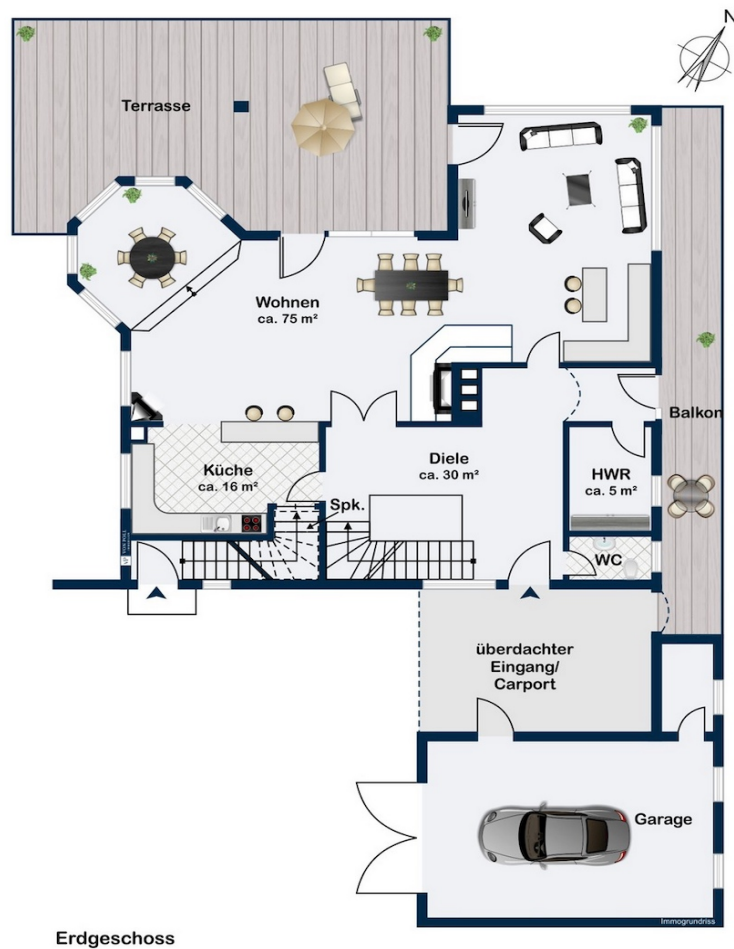 N
Terrasse
Wohnen
ca. 75 m²
Balkon
Küche
ca. 16 m²
Diele
ca. 30 m²
HWR
ca. 5 m²
Spk.
WC
überdachter
Eingang/
Carport
Garage
Immogrundriss
Erdgeschoss